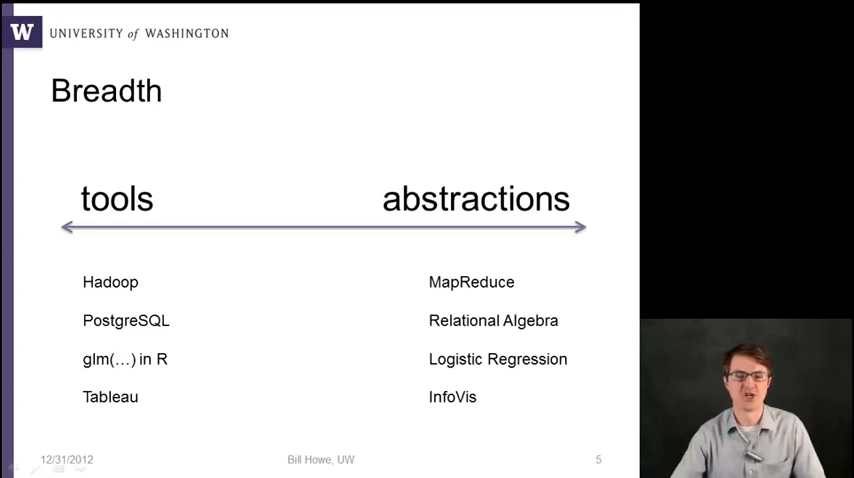 W UNIVERSITY of WASHINGTON
Breadth
tools abstractions
Hadoop MapReduce
PostgreSQL Relational Algebra
glm(…) in R Logistic Regression
Tableau InfoVis
12/31/2012 Bill Howe, UW 5